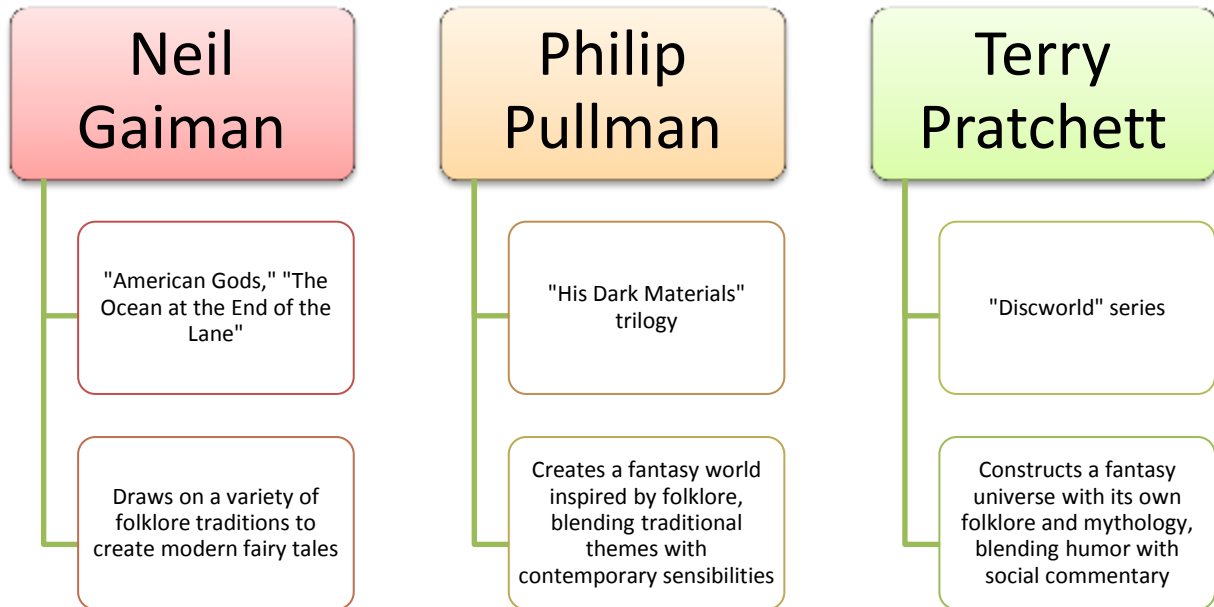 Neil
Gaiman
"American Gods," "The
Ocean at the End of the
Lane"
Draws on a variety of
folklore traditions to
create modern fairy tales
Philip
Pullman
"His Dark Materials"
trilogy
Creates a fantasy world
inspired by folklore,
blending traditional
themes with
contemporary sensibilities
Terry
Pratchett
"Discworld" series
Constructs a fantasy
universe with its own
folklore and mythology,
blending humor with
social commentary